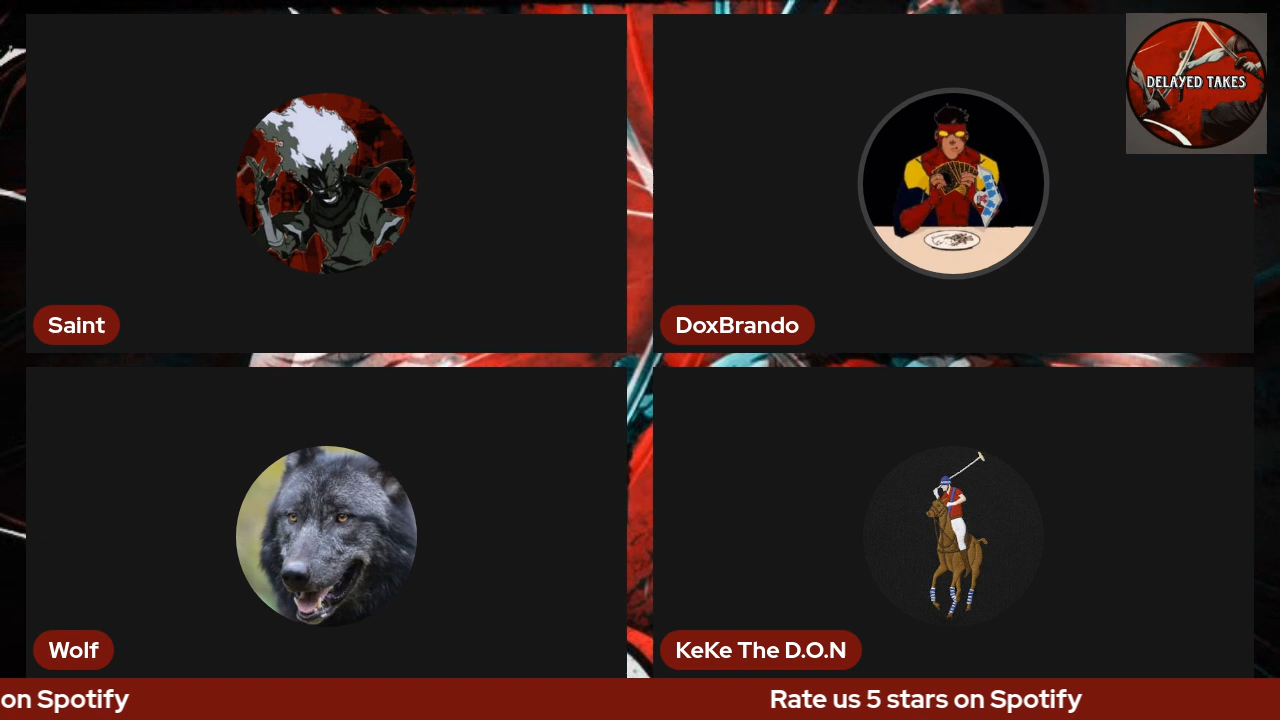 DELAYED TAKES
Saint
DoxBrando
Wolf
KeKe The D.O.N
on Spotify
Rate us 5 stars on Spotify